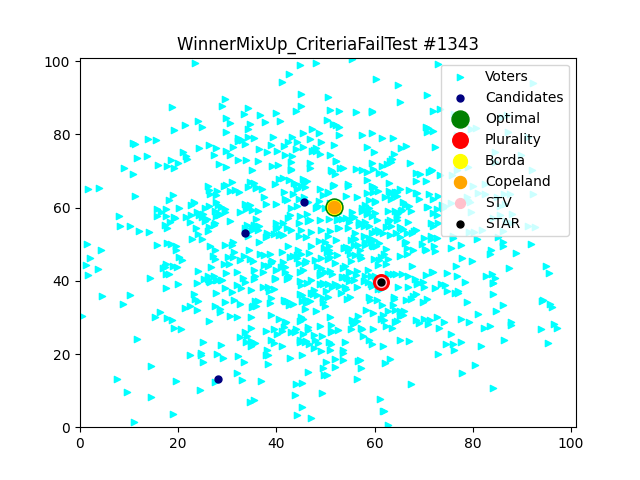 WinnerMixUp_CriteriaFailTest #1343
100
80
60
40
20
0
0
20
40
60
80
100
Voters
Candidates
Optimal
Plurality
Borda
Copeland
STV
STAR